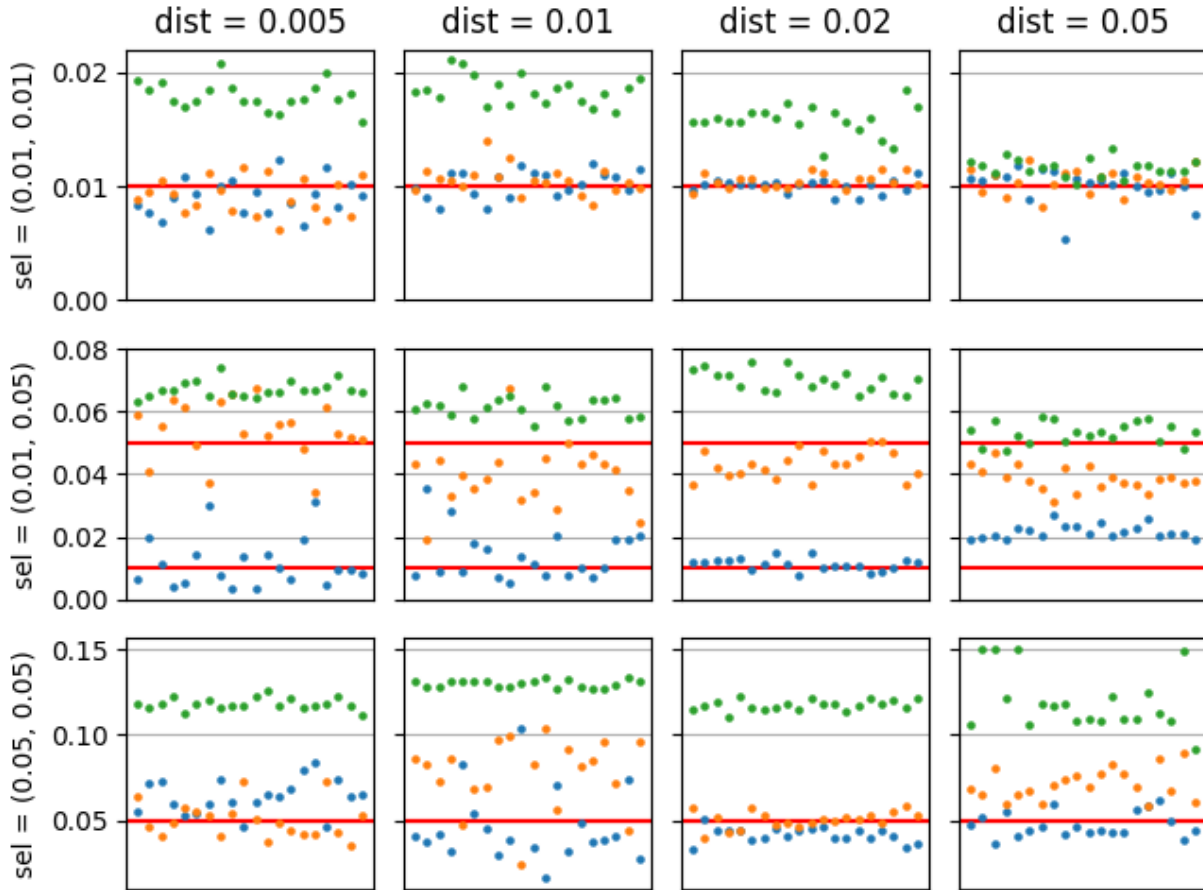 dist = 0.005 dist = 0.01 dist = 0.02 dist = 0.05
sel = (0.01, 0.01)
0.02
0.01
0.00
sel = (0.01, 0.05)
0.08
0.06
0.04
0.02
0.00
sel = (0.05, 0.05)
0.15
0.10
0.05